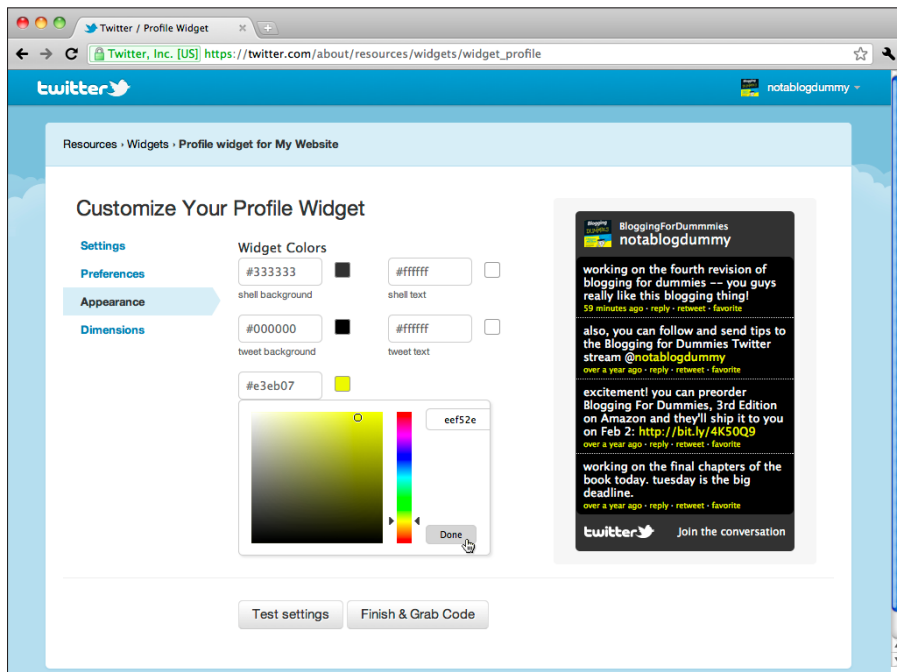 Twitter / Profile Widget
Twitter, Inc. [US] https://twitter.com/about/resources/widgets/widget_profile
twitter
notablogdummy
Resources › Widgets › Profile widget for My Website
Customize Your Profile Widget
Settings
Preferences
Appearance
Dimensions
Widget Colors
#333333
#ffffff
shell background
shell text
#000000
#ffffff
tweet background
tweet text
#e3eb07
eef52e
Done
Test settings
Finish & Grab Code
BloggingForDummmies
notablogdummy
working on the fourth revision of
blogging for dummies -- you guys
really like this blogging thing!
59 minutes ago · reply · retweet · favorite
also, you can follow and send tips to
the Blogging for Dummies Twitter
stream @notablogdummy
over a year ago · reply · retweet · favorite
excitement! you can preorder
Blogging For Dummies, 3rd Edition
on Amazon and they'll ship it to you
on Feb 2: http://bit.ly/4K50Q9
over a year ago · reply · retweet · favorite
working on the final chapters of the
book today. tuesday is the big
deadline.
over a year ago · reply · retweet · favorite
twitter
Join the conversation